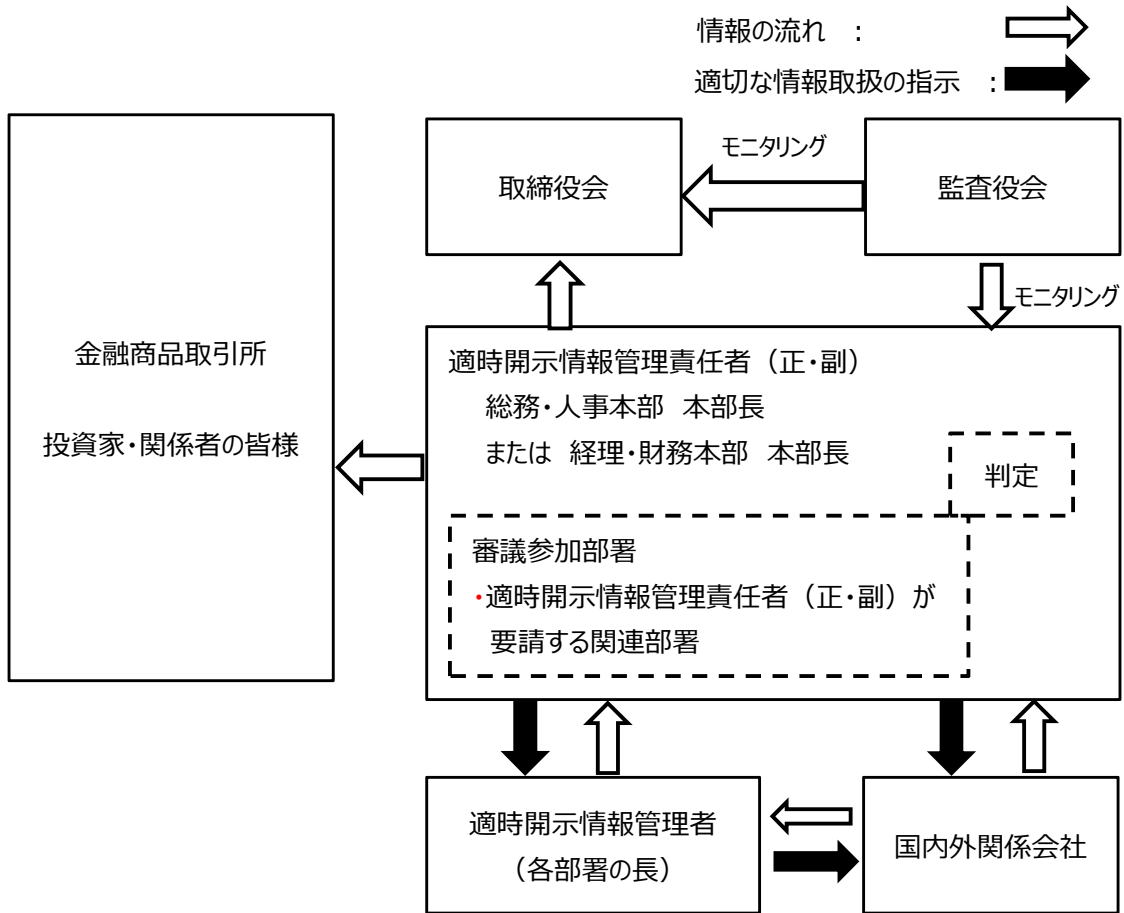 情報の流れ ：
適切な情報取扱の指示 ：
取締役会
モニタリング
監査役会
モニタリング
金融商品取引所
投資家・関係者の皆様
適時開示情報管理責任者（正・副）
総務・人事本部 本部長
または 経理・財務本部 本部長
判定
審議参加部署
・適時開示情報管理責任者（正・副）が
要請する関連部署
適時開示情報管理者
（各部署の長）
国内外関係会社